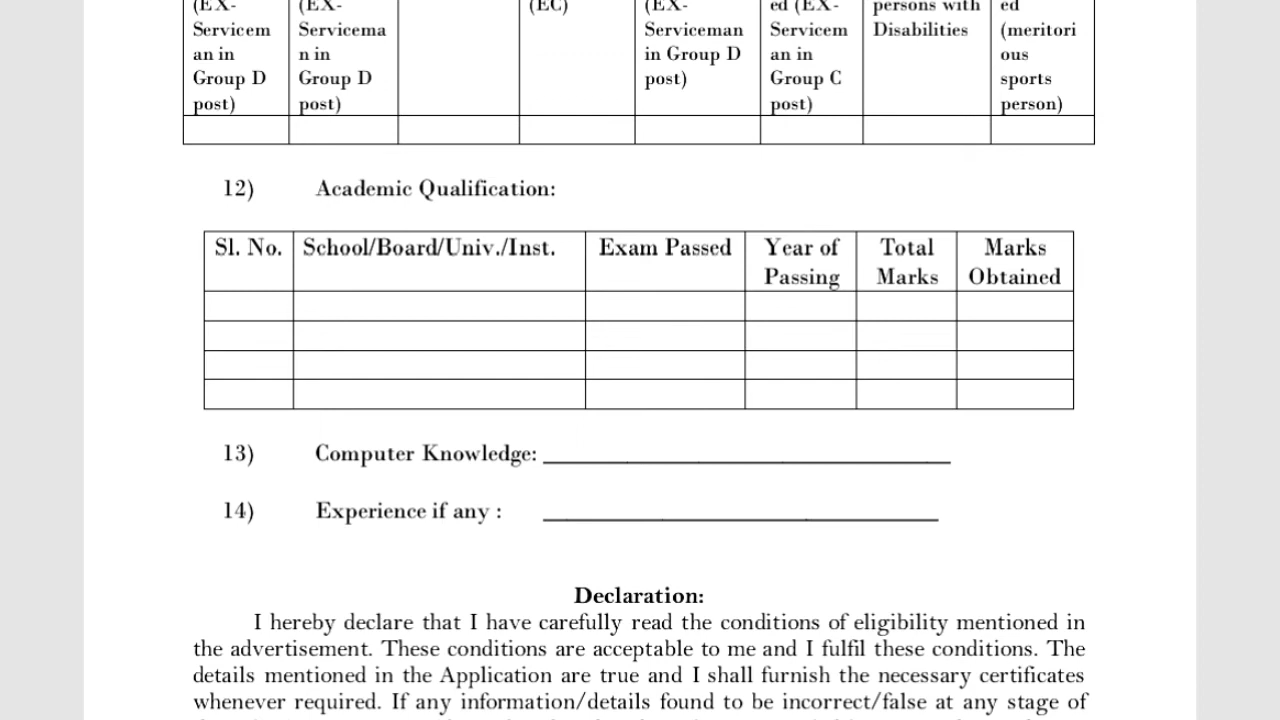 (EX- (EX- (EC) (EX- ed (EX- persons with ed
Servicem Servicema Serviceman Servicem Disabilities (meritori
an in n in in Group D an in ous
Group D Group D post) Group C sports
post) post) post) person)
12) Academic Qualification:
Sl. No. School/Board/Univ./Inst. Exam Passed Year of Total Marks
Passing Marks Obtained
13) Computer Knowledge:
14) Experience if any :
Declaration:
I hereby declare that I have carefully read the conditions of eligibility mentioned in
the advertisement. These conditions are acceptable to me and I fulfil these conditions. The
details mentioned in the Application are true and I shall furnish the necessary certificates
whenever required. If any information/details found to be incorrect/false at any stage of